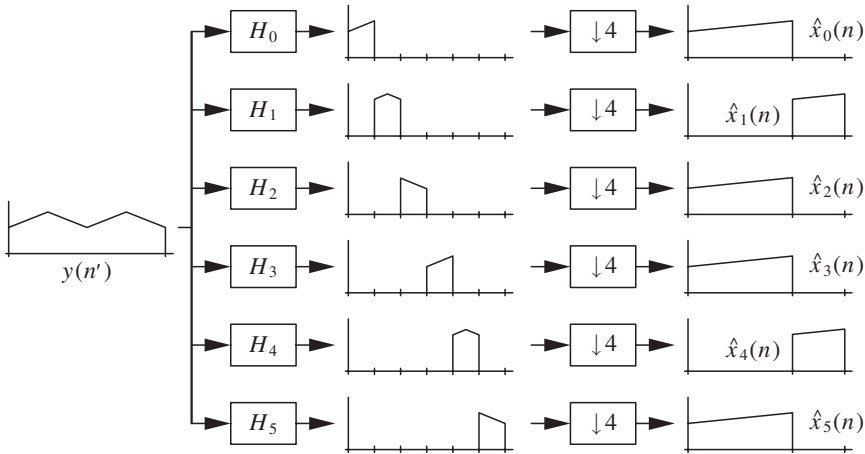 H₀ ↓4 x̂₀(n)
H₁ ↓4 x̂₁(n)
H₂ ↓4 x̂₂(n)
y(n′)
H₃ ↓4 x̂₃(n)
H₄ ↓4 x̂₄(n)
H₅ ↓4 x̂₅(n)